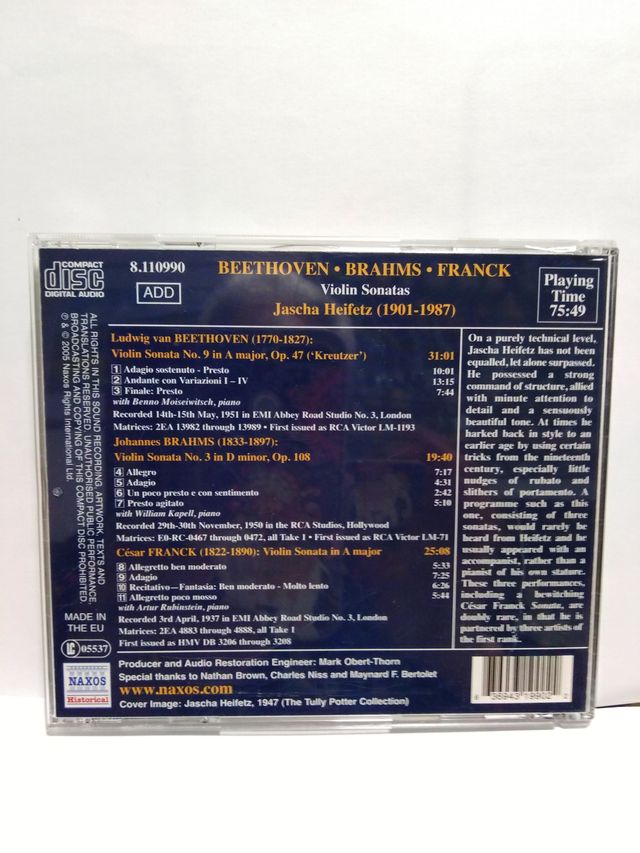 COMPACT
disc
DIGITAL AUDIO
8.110990
ADD
BEETHOVEN • BRAHMS • FRANCK
Violin Sonatas
Jascha Heifetz (1901-1987)
Playing
Time
75:49
Ludwig van BEETHOVEN (1770-1827):
Violin Sonata No. 9 in A major, Op. 47 (‘Kreutzer’) 31:01
1 Adagio sostenuto - Presto 10:01
2 Andante con Variazioni I – IV 13:15
3 Finale: Presto 7:44
with Benno Moiseiwitsch, piano
Recorded 14th-15th May, 1951 in EMI Abbey Road Studio No. 3, London
Matrices: 2EA 13982 through 13989 • First issued as RCA Victor LM-1193
Johannes BRAHMS (1833-1897):
Violin Sonata No. 3 in D minor, Op. 108 19:40
4 Allegro 7:17
5 Adagio 4:31
6 Un poco presto e con sentimento 2:42
7 Presto agitato 5:10
with William Kapell, piano
Recorded 29th-30th November, 1950 in the RCA Studios, Hollywood
Matrices: E0-RC-0467 through 0472, all Take 1 • First issued as RCA Victor LM-71
César FRANCK (1822-1890): Violin Sonata in A major 25:08
8 Allegretto ben moderato 5:33
9 Adagio 7:25
10 Recitativo—Fantasia: Ben moderato - Molto lento 6:26
11 Allegretto poco mosso 5:44
with Artur Rubinstein, piano
Recorded 3rd April, 1937 in EMI Abbey Road Studio No. 3, London
Matrices: 2EA 4883 through 4888, all Take 1
First issued as HMV DB 3206 through 3208
On a purely technical level,
Jascha Heifetz has not been
equalled, let alone surpassed.
He possessed a strong
command of structure, allied
with minute attention to
detail and a sensuously
beautiful tone. At times he
harked back in style to an
earlier age by using certain
tricks from the nineteenth
century, especially little
nudges of rubato and
slithers of portamento. A
programme such as this
one, consisting of three
sonatas, would rarely be
heard from Heifetz and he
usually appeared with an
accompanist, rather than a
pianist of his own stature.
These three performances,
including a bewitching
César Franck Sonata, are
doubly rare, in that he is
partnered by three artists of
the first rank.
ALL RIGHTS IN THIS SOUND RECORDING, ARTWORK, TEXTS AND
TRANSLATIONS RESERVED. UNAUTHORISED PUBLIC PERFORMANCE,
BROADCASTING AND COPYING OF THIS COMPACT DISC PROHIBITED.
℗ & © 2005 Naxos Rights International Ltd.
MADE IN
THE EU
LC 05537
NAXOS
Historical
Producer and Audio Restoration Engineer: Mark Obert-Thorn
Special thanks to Nathan Brown, Charles Niss and Maynard F. Bertolet
www.naxos.com
Cover Image: Jascha Heifetz, 1947 (The Tully Potter Collection)
6 36943 19902 2